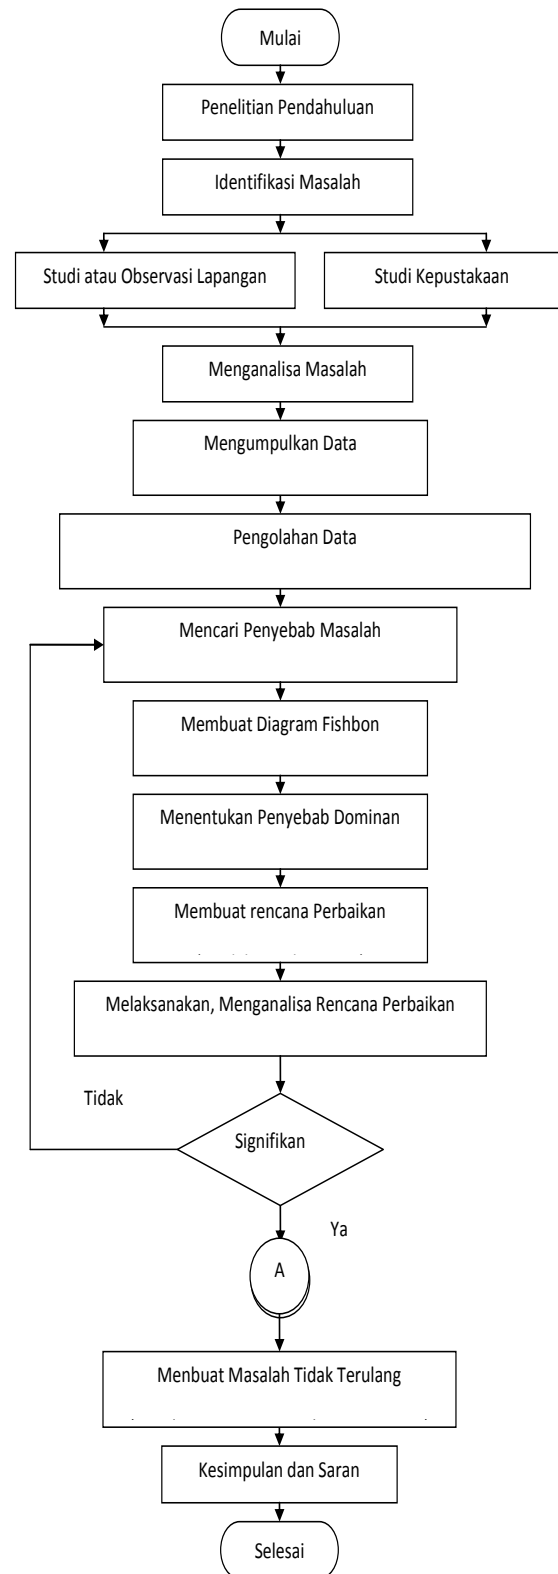 Mulai
Penelitian Pendahuluan
Identifikasi Masalah
Studi atau Observasi Lapangan
Studi Kepustakaan
Menganalisa Masalah
Mengumpulkan Data
Pengolahan Data
Mencari Penyebab Masalah
Membuat Diagram Fishbon
Menentukan Penyebab Dominan
Membuat rencana Perbaikan
Melaksanakan, Menganalisa Rencana Perbaikan
Tidak
Signifikan
Ya
A
Menbuat Masalah Tidak Terulang
Kesimpulan dan Saran
Selesai